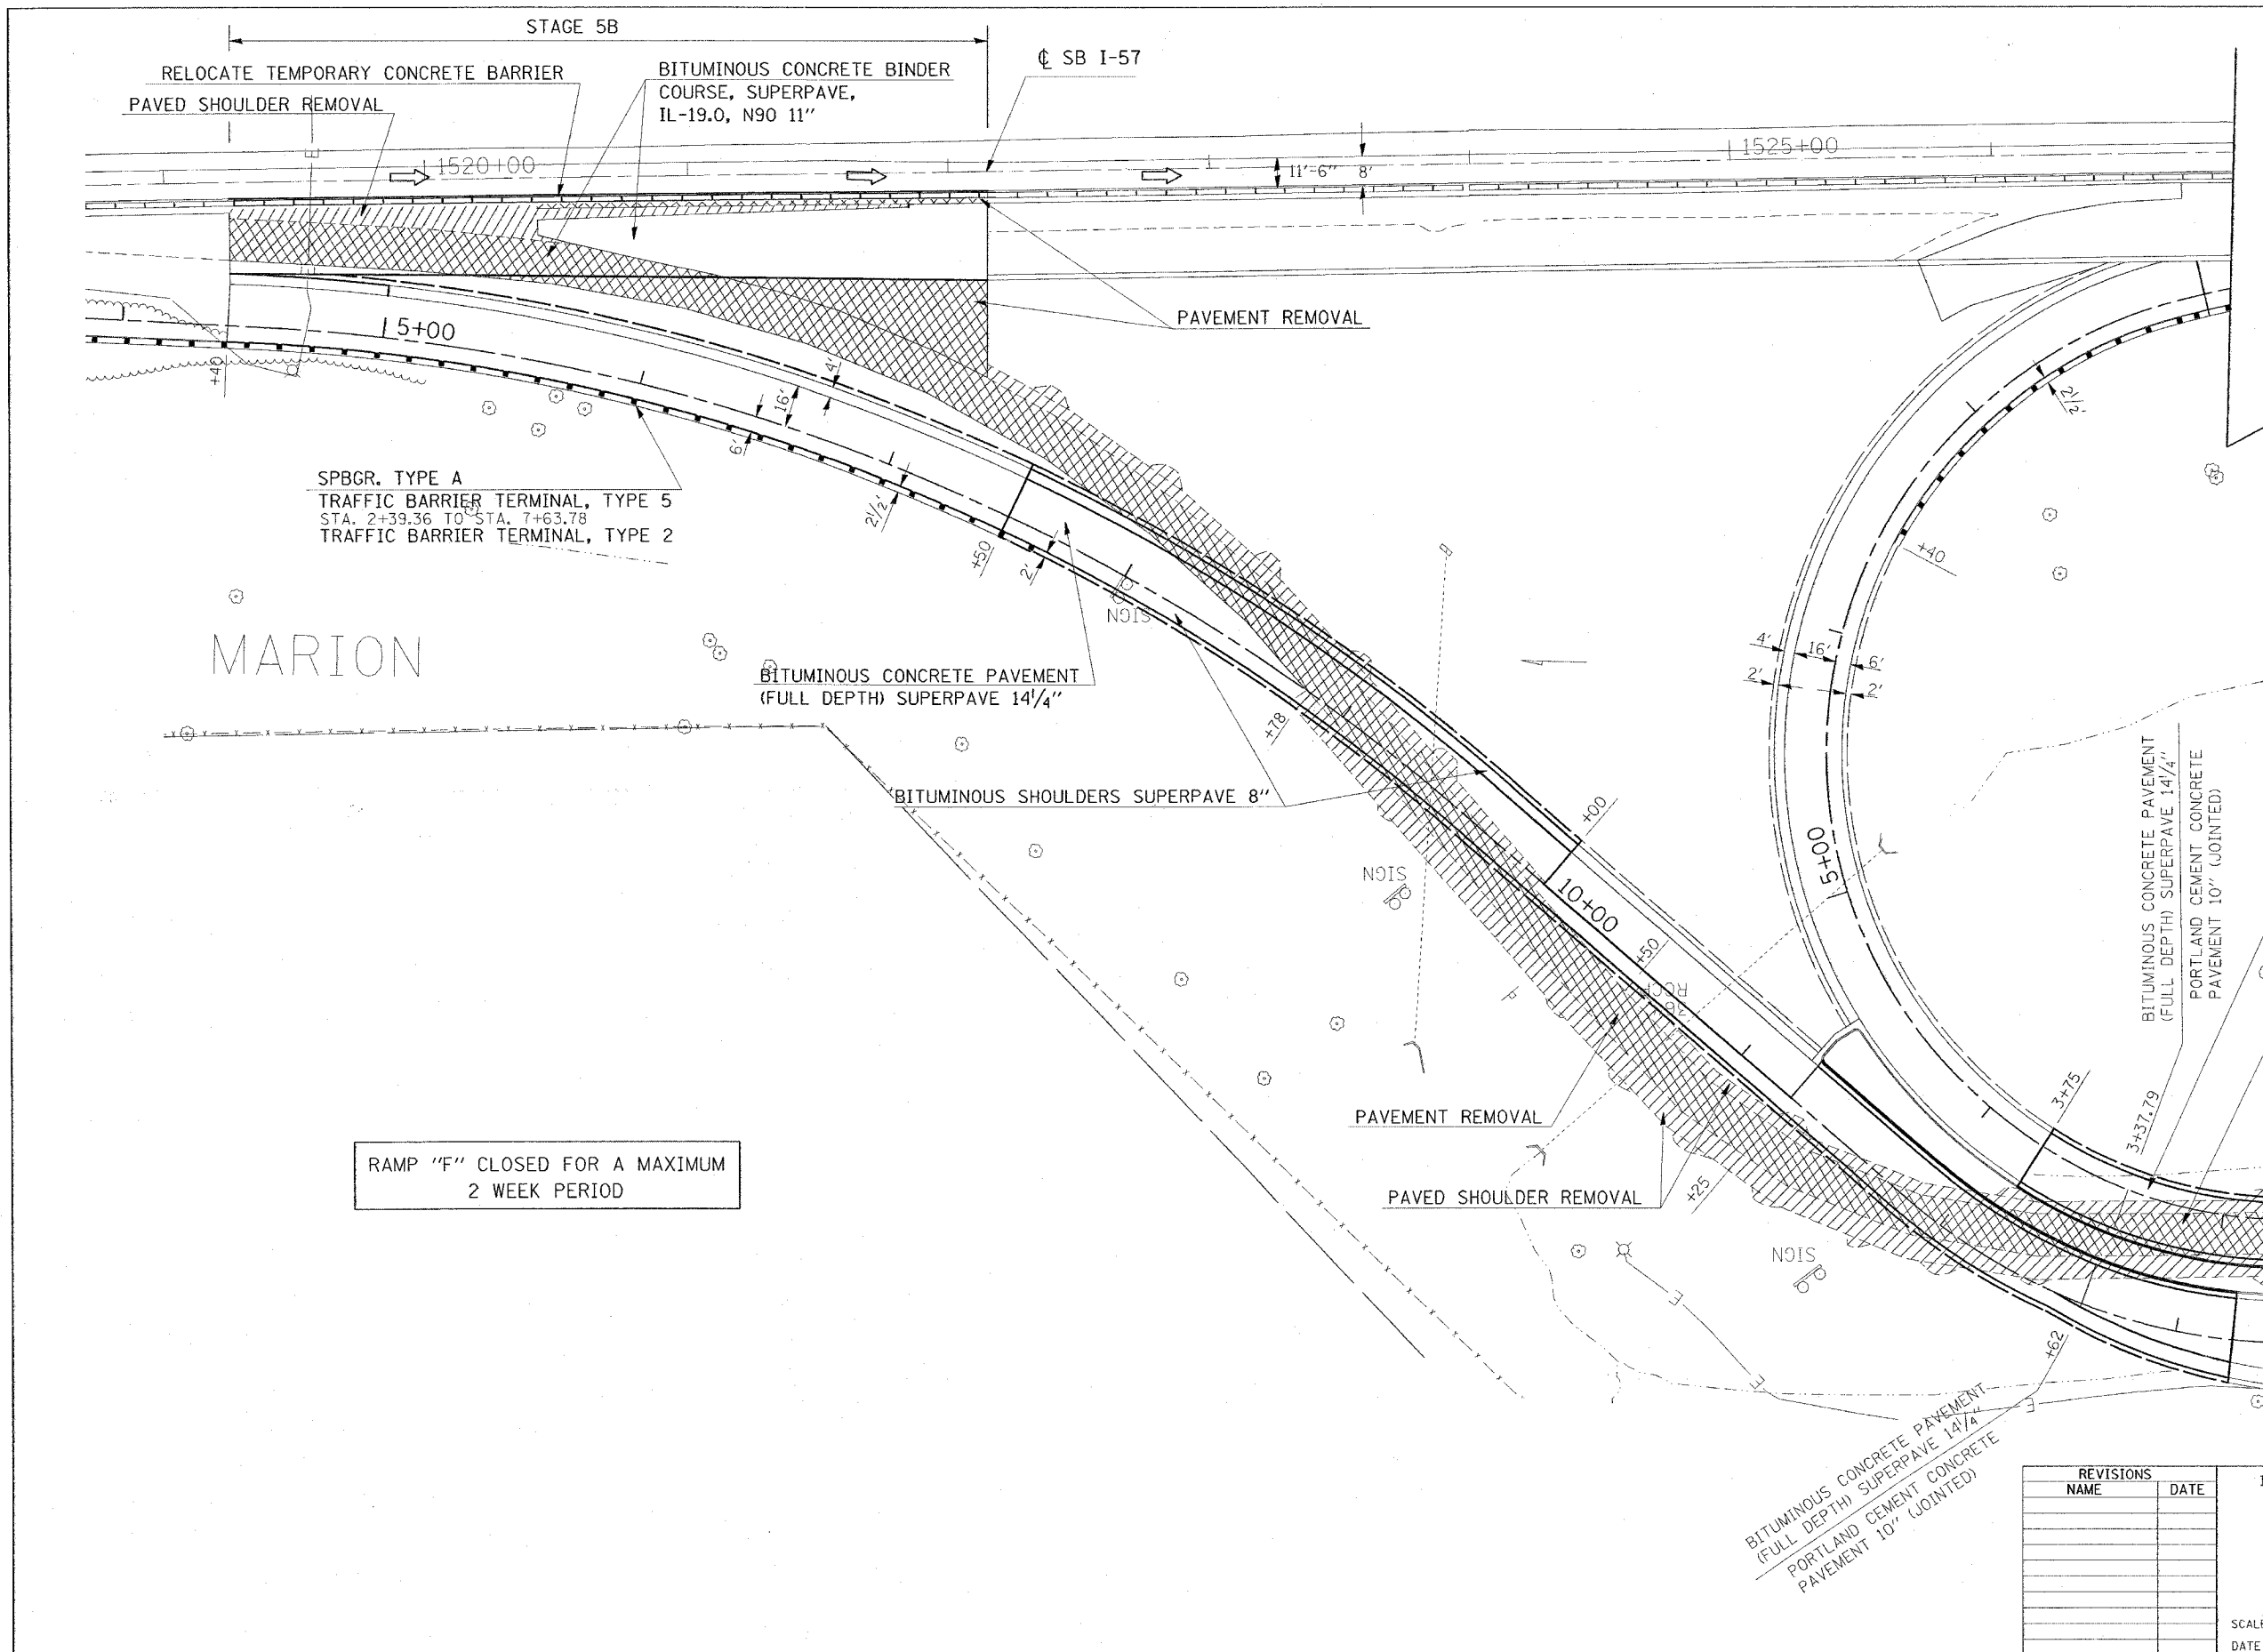 STAGE 5B
RELOCATE TEMPORARY CONCRETE BARRIER
PAVED SHOULDER REMOVAL
BITUMINOUS CONCRETE BINDER
COURSE, SUPERPAVE,
IL-19.0, N90 11"
℄ SB I-57
1520+00
11'-6"
8'
1525+00
PAVEMENT REMOVAL
5+00
+40
4'
16'
6'
2½'
2½'
+40
SPBGR. TYPE A
TRAFFIC BARRIER TERMINAL, TYPE 5
STA. 2+39.36 TO STA. 7+63.78
TRAFFIC BARRIER TERMINAL, TYPE 2
+50
2'
SIGN
MARION
BITUMINOUS CONCRETE PAVEMENT
(FULL DEPTH) SUPERPAVE 14¼"
4'
16'
6'
2'
2'
+78
BITUMINOUS SHOULDERS SUPERPAVE 8"
+00
SIGN
10+00
5+00
+50
BITUMINOUS CONCRETE PAVEMENT
(FULL DEPTH) SUPERPAVE 14¼"
PORTLAND CEMENT CONCRETE
PAVEMENT 10" (JOINTED)
PAVEMENT REMOVAL
3+75
3+37.79
RAMP "F" CLOSED FOR A MAXIMUM
2 WEEK PERIOD
PAVED SHOULDER REMOVAL
+25
SIGN
E
E
E
+62
BITUMINOUS CONCRETE PAVEMENT
(FULL DEPTH) SUPERPAVE 14¼"
PORTLAND CEMENT CONCRETE
PAVEMENT 10" (JOINTED)
REVISIONS
NAME
DATE
SCALE
DATE